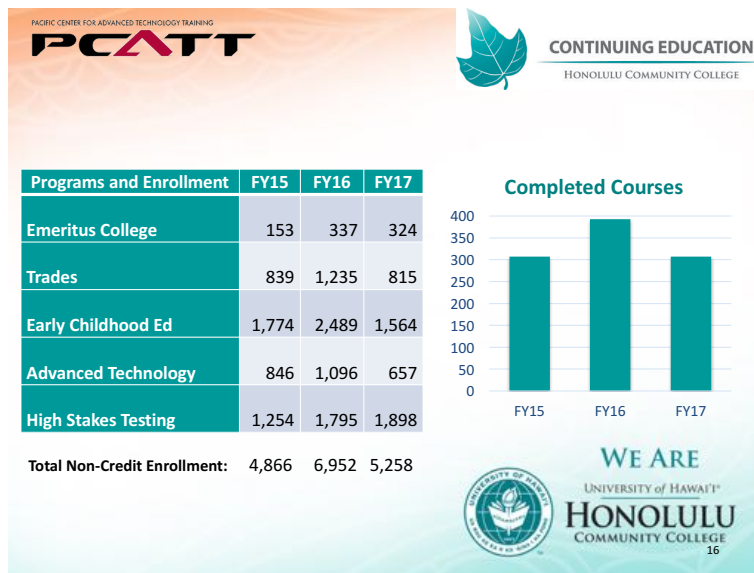 PACIFIC CENTER FOR ADVANCED TECHNOLOGY TRAINING
PCATT
CONTINUING EDUCATION
HONOLULU COMMUNITY COLLEGE
Programs and Enrollment FY15 FY16 FY17
Emeritus College 153 337 324
Trades 839 1,235 815
Early Childhood Ed 1,774 2,489 1,564
Advanced Technology 846 1,096 657
High Stakes Testing 1,254 1,795 1,898
Total Non-Credit Enrollment: 4,866 6,952 5,258
Completed Courses
400
350
300
250
200
150
100
50
0
FY15 FY16 FY17
WE ARE
UNIVERSITY of HAWAI'I®
HONOLULU
COMMUNITY COLLEGE
16